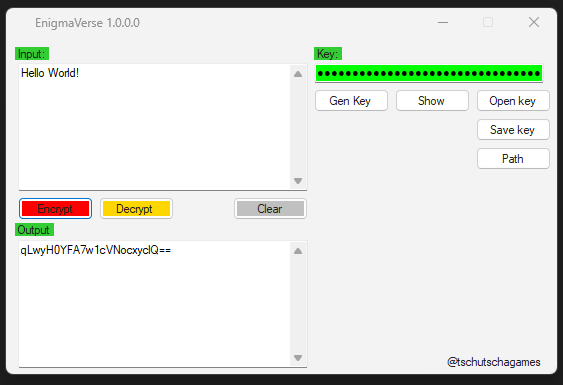 EnigmaVerse 1.0.0.0
Input:
Hello World!
Key:
Gen Key
Show
Open key
Save key
Path
Encrypt
Decrypt
Clear
Output
qLwyH0YFA7w1cVNocxyclQ==
@tschutschagames